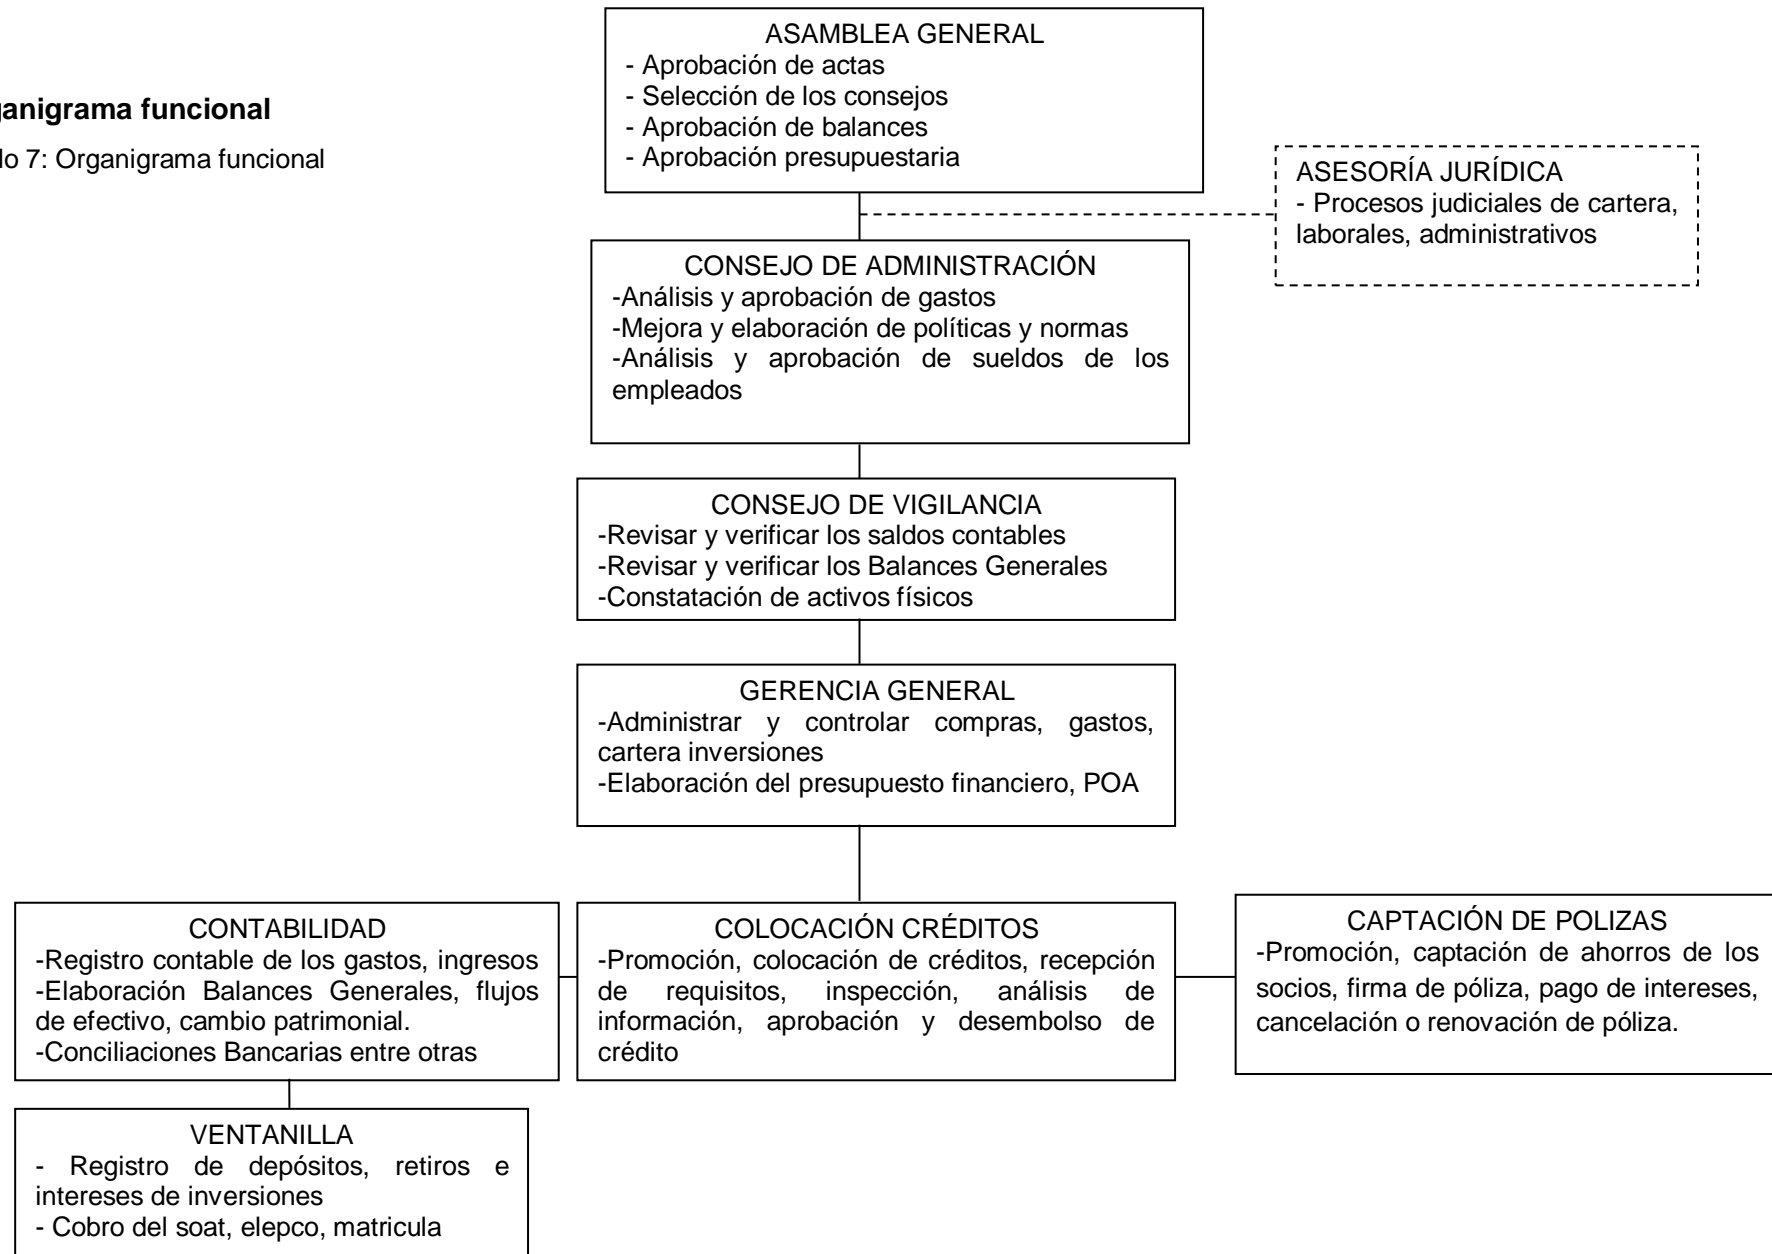 ASAMBLEA GENERAL
- Aprobación de actas
- Selección de los consejos
- Aprobación de balances
- Aprobación presupuestaria
ganigrama funcional
lo 7: Organigrama funcional
ASESORÍA JURÍDICA
- Procesos judiciales de cartera,
laborales, administrativos
CONSEJO DE ADMINISTRACIÓN
-Análisis y aprobación de gastos
-Mejora y elaboración de políticas y normas
-Análisis y aprobación de sueldos de los
empleados
CONSEJO DE VIGILANCIA
-Revisar y verificar los saldos contables
-Revisar y verificar los Balances Generales
-Constatación de activos físicos
GERENCIA GENERAL
-Administrar y controlar compras, gastos,
cartera inversiones
-Elaboración del presupuesto financiero, POA
CONTABILIDAD
-Registro contable de los gastos, ingresos
-Elaboración Balances Generales, flujos
de efectivo, cambio patrimonial.
-Conciliaciones Bancarias entre otras
COLOCACIÓN CRÉDITOS
-Promoción, colocación de créditos, recepción
de requisitos, inspección, análisis de
información, aprobación y desembolso de
crédito
CAPTACIÓN DE POLIZAS
-Promoción, captación de ahorros de los
socios, firma de póliza, pago de intereses,
cancelación o renovación de póliza.
VENTANILLA
- Registro de depósitos, retiros e
intereses de inversiones
- Cobro del soat, elepco, matricula